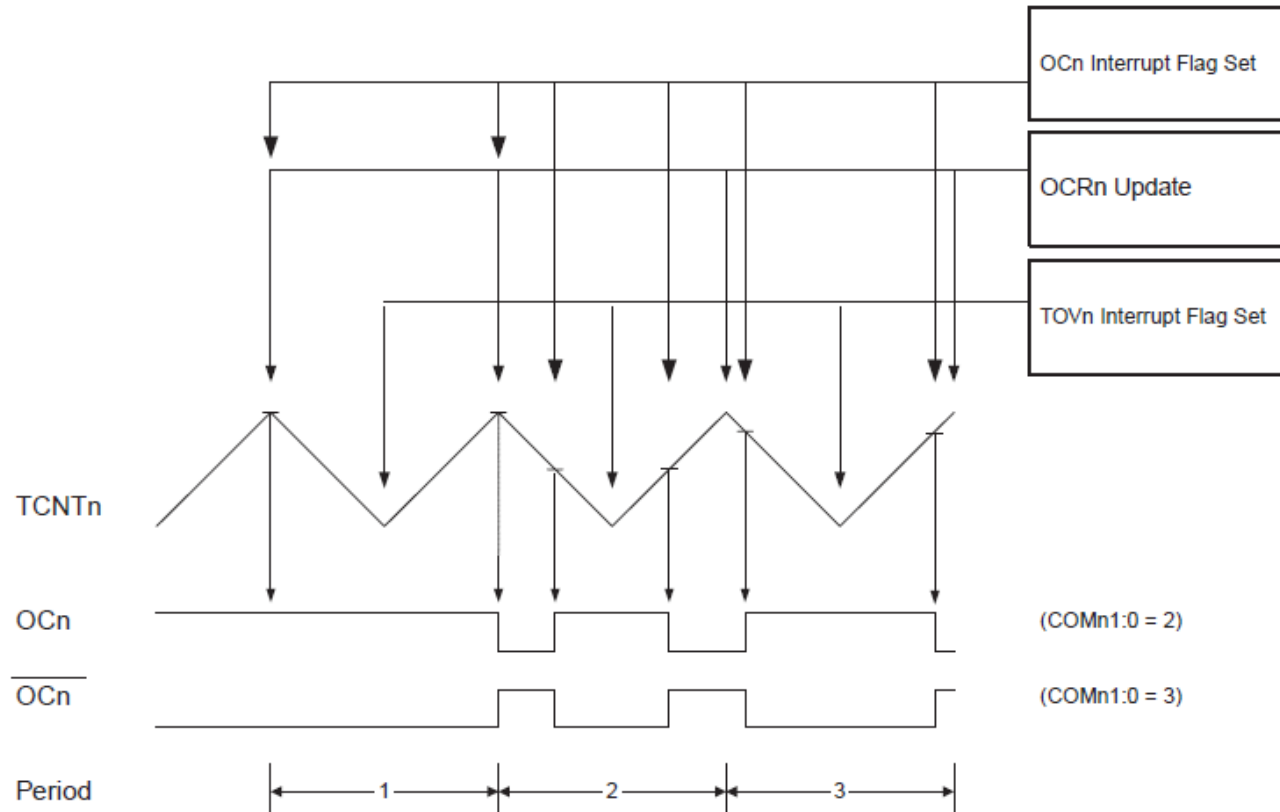 OCn Interrupt Flag Set
OCRn Update
TOVn Interrupt Flag Set
TCNTn
OCn
(COMn1:0 = 2)
OCn
(COMn1:0 = 3)
Period
1
2
3